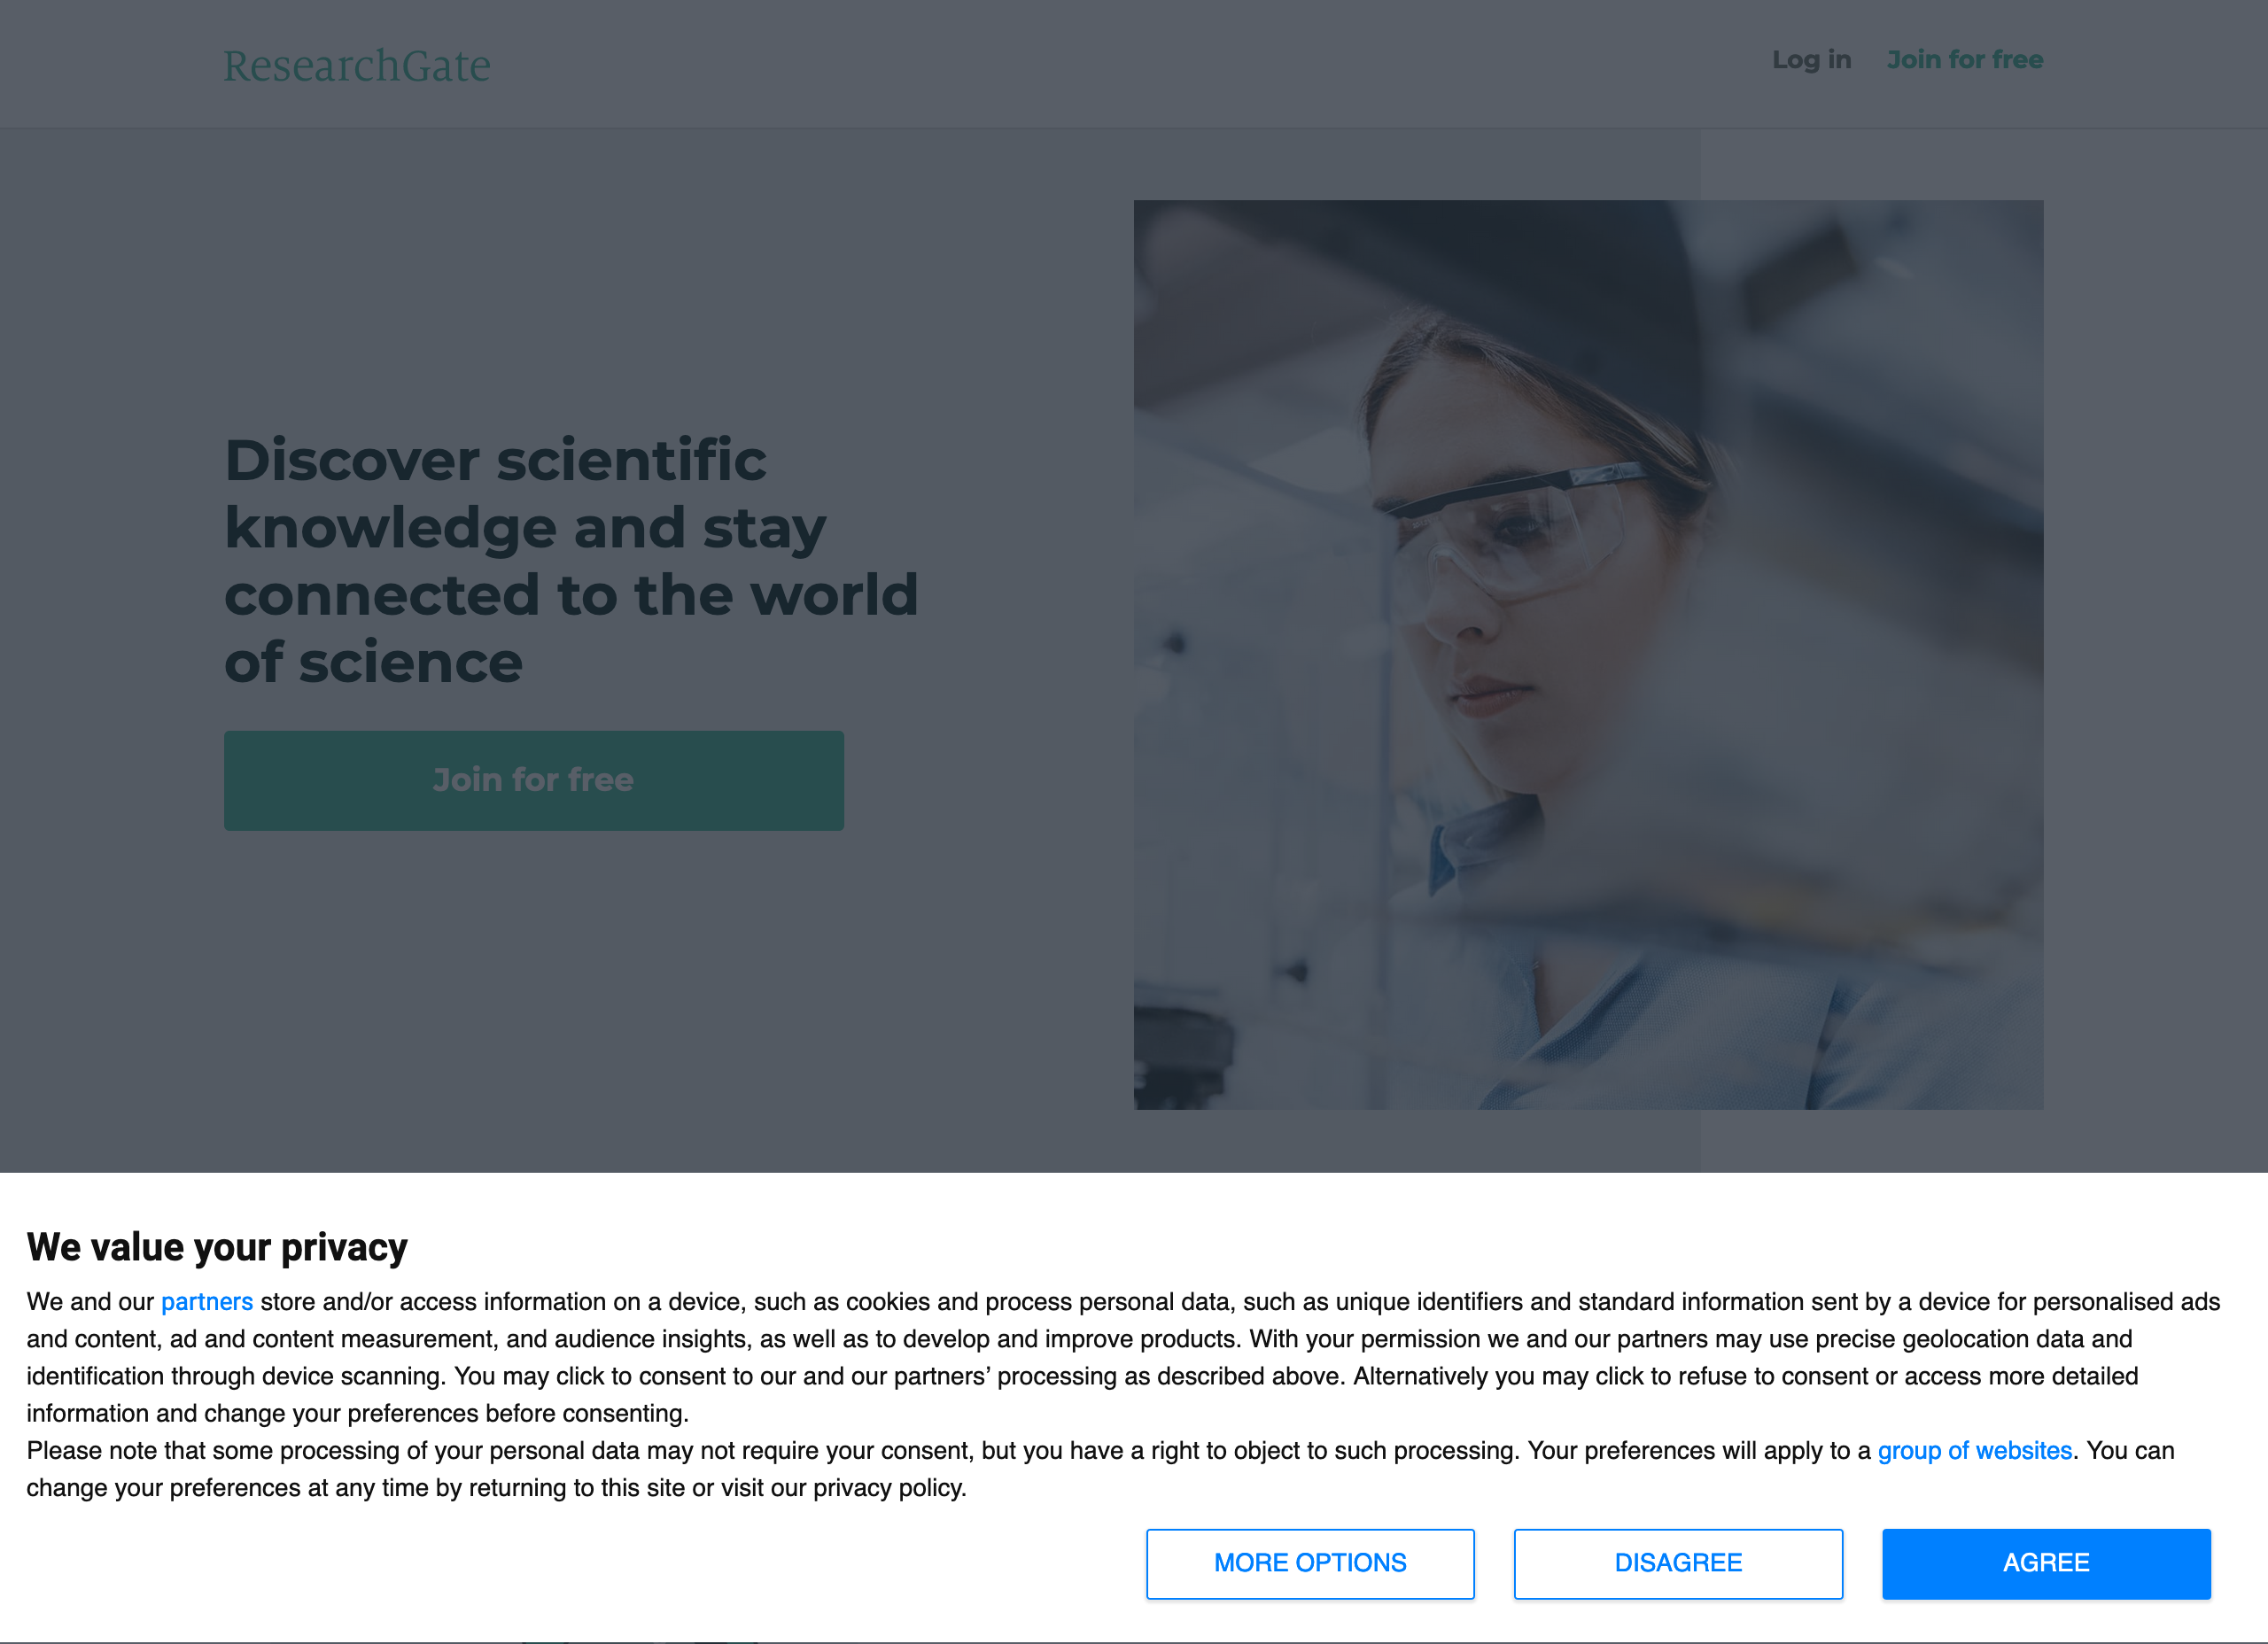 ResearchGate
Log in
Join for free
Discover scientific
knowledge and stay
connected to the world
of science
Join for free
We value your privacy
We and our partners store and/or access information on a device, such as cookies and process personal data, such as unique identifiers and standard information sent by a device for personalised ads
and content, ad and content measurement, and audience insights, as well as to develop and improve products. With your permission we and our partners may use precise geolocation data and
identification through device scanning. You may click to consent to our and our partners’ processing as described above. Alternatively you may click to refuse to consent or access more detailed
information and change your preferences before consenting.
Please note that some processing of your personal data may not require your consent, but you have a right to object to such processing. Your preferences will apply to a group of websites. You can
change your preferences at any time by returning to this site or visit our privacy policy.
MORE OPTIONS
DISAGREE
AGREE